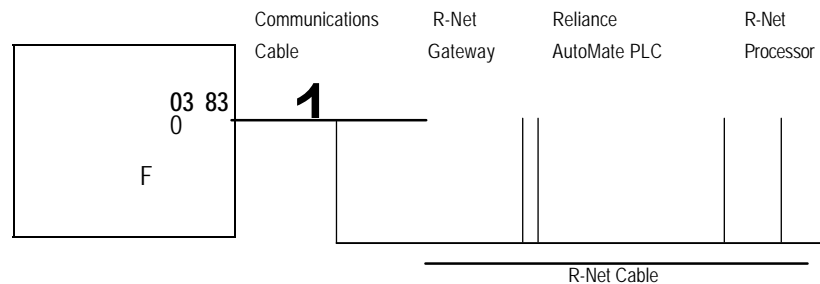 Communications R-Net Reliance R-Net
Cable Gateway AutoMate PLC Processor
03 83 1
0
F
R-Net Cable